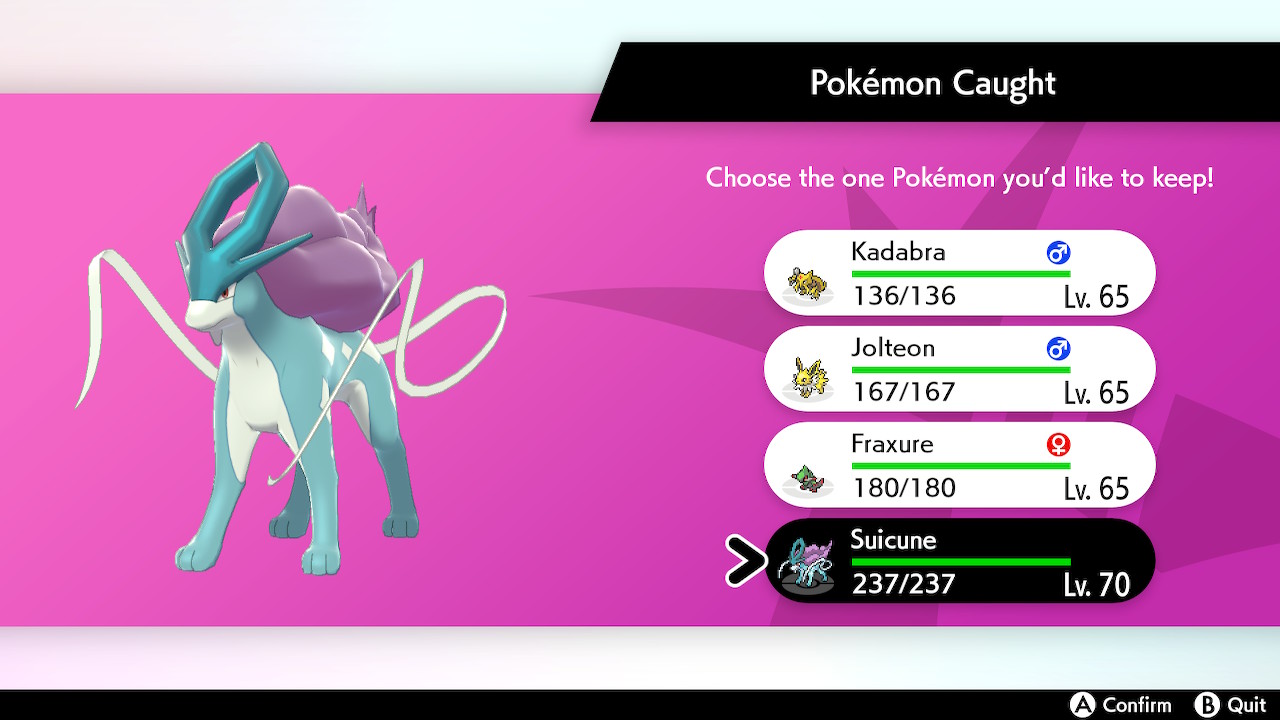 Pokémon Caught
Choose the one Pokémon you'd like to keep!
Kadabra ♂
136/136 Lv. 65
Jolteon ♂
167/167 Lv. 65
Fraxure ♀
180/180 Lv. 65
Suicune
237/237 Lv. 70
A Confirm B Quit